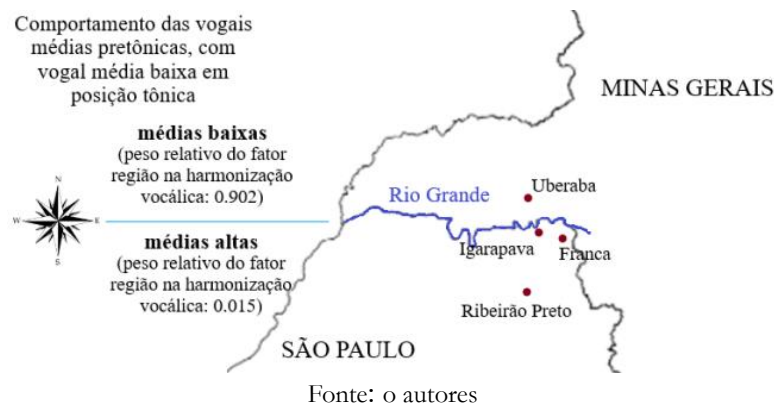 Comportamento das vogais
médias pretônicas, com
vogal média baixa em
posição tônica
MINAS GERAIS
médias baixas
(peso relativo do fator
região na harmonização
vocálica: 0.902)
N
W
E
S
Rio Grande
Uberaba
médias altas
(peso relativo do fator
região na harmonização
vocálica: 0.015)
Igarapava
Franca
Ribeirão Preto
SÃO PAULO
Fonte: o autores